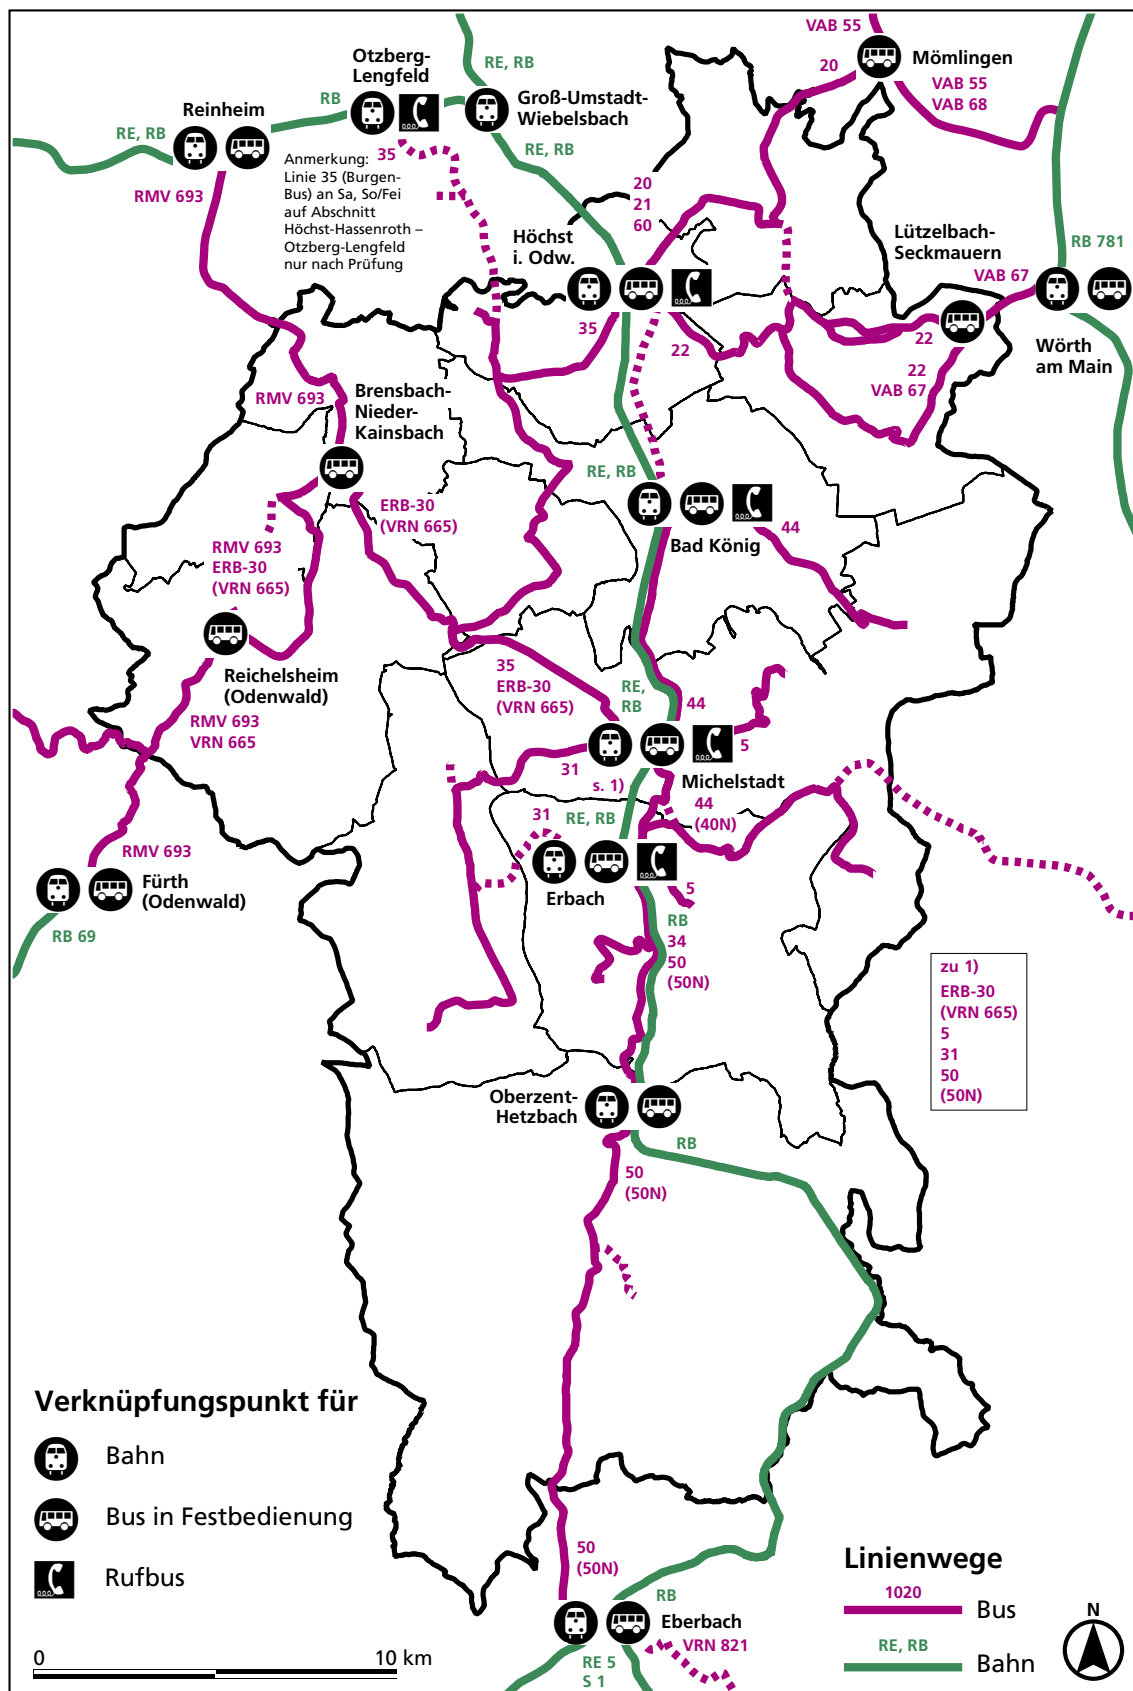 VAB 55
Mömlingen
20
VAB 55
VAB 68
Otzberg-
Lengfeld
RE, RB
RB
Groß-Umstadt-
Wiebelsbach
Reinheim
RE, RB
RE, RB
35
Anmerkung:
Linie 35 (Burgen-
Bus) an Sa, So/Fei
auf Abschnitt
Höchst-Hassenroth –
Otzberg-Lengfeld
nur nach Prüfung
RMV 693
20
21
60
Höchst
i. Odw.
Lützelbach-
Seckmauern
RB 781
VAB 67
35
22
22
22
VAB 67
Wörth
am Main
RMV 693
Brensbach-
Nieder-
Kainsbach
RE, RB
ERB-30
(VRN 665)
44
Bad König
RMV 693
ERB-30
(VRN 665)
Reichelsheim
(Odenwald)
35
ERB-30
(VRN 665)
RE,
RB
44
RMV 693
VRN 665
5
31
s. 1)
Michelstadt
44
(40N)
31
RE, RB
RMV 693
Fürth
(Odenwald)
Erbach
5
RB 69
RB
34
50
(50N)
zu 1)
ERB-30
(VRN 665)
5
31
50
(50N)
Oberzent-
Hetzbach
RB
50
(50N)
Verknüpfungspunkt für
Bahn
Bus in Festbedienung
Rufbus
50
(50N)
RB
Eberbach
VRN 821
RE 5
S 1
Linienwege
1020
Bus
RE, RB
Bahn
N
0
10 km